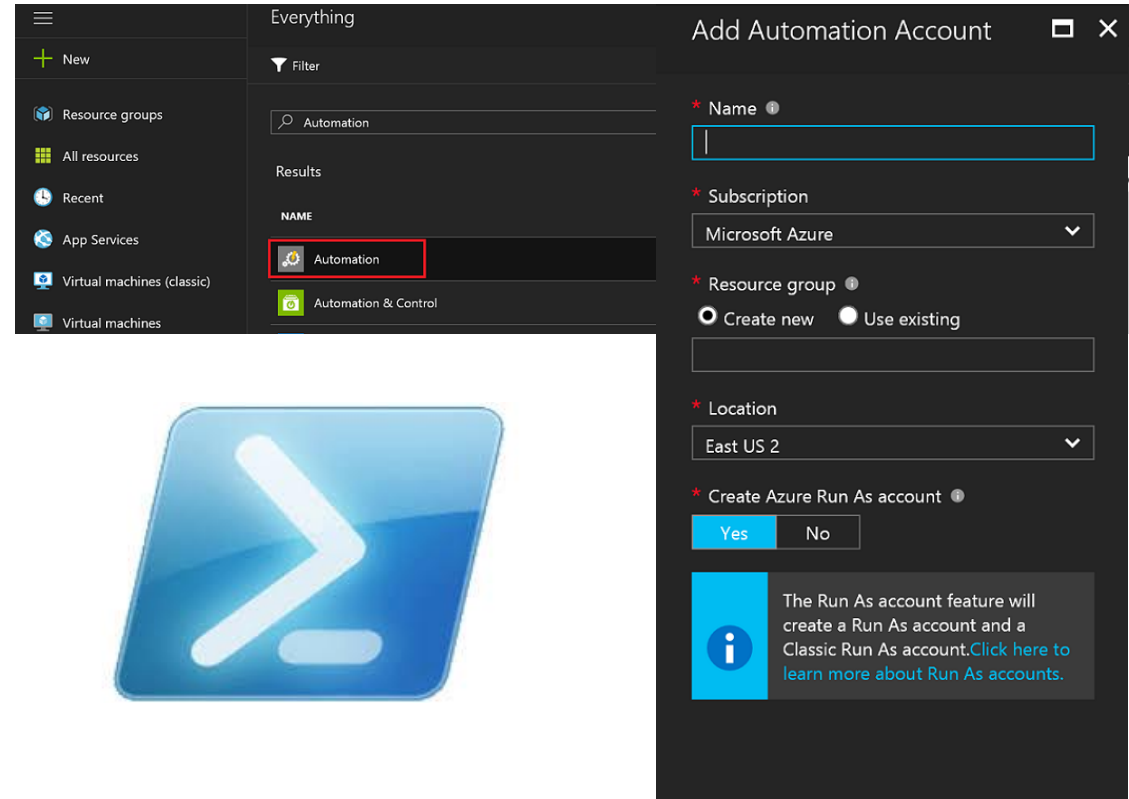 Everything
New
Filter
Resource groups
Automation
All resources
Results
Recent
NAME
App Services
Automation
Virtual machines (classic)
Automation & Control
Virtual machines
Add Automation Account
* Name
* Subscription
Microsoft Azure
* Resource group
Create new Use existing
* Location
East US 2
* Create Azure Run As account
Yes No
The Run As account feature will
create a Run As account and a
Classic Run As account.Click here to
learn more about Run As accounts.